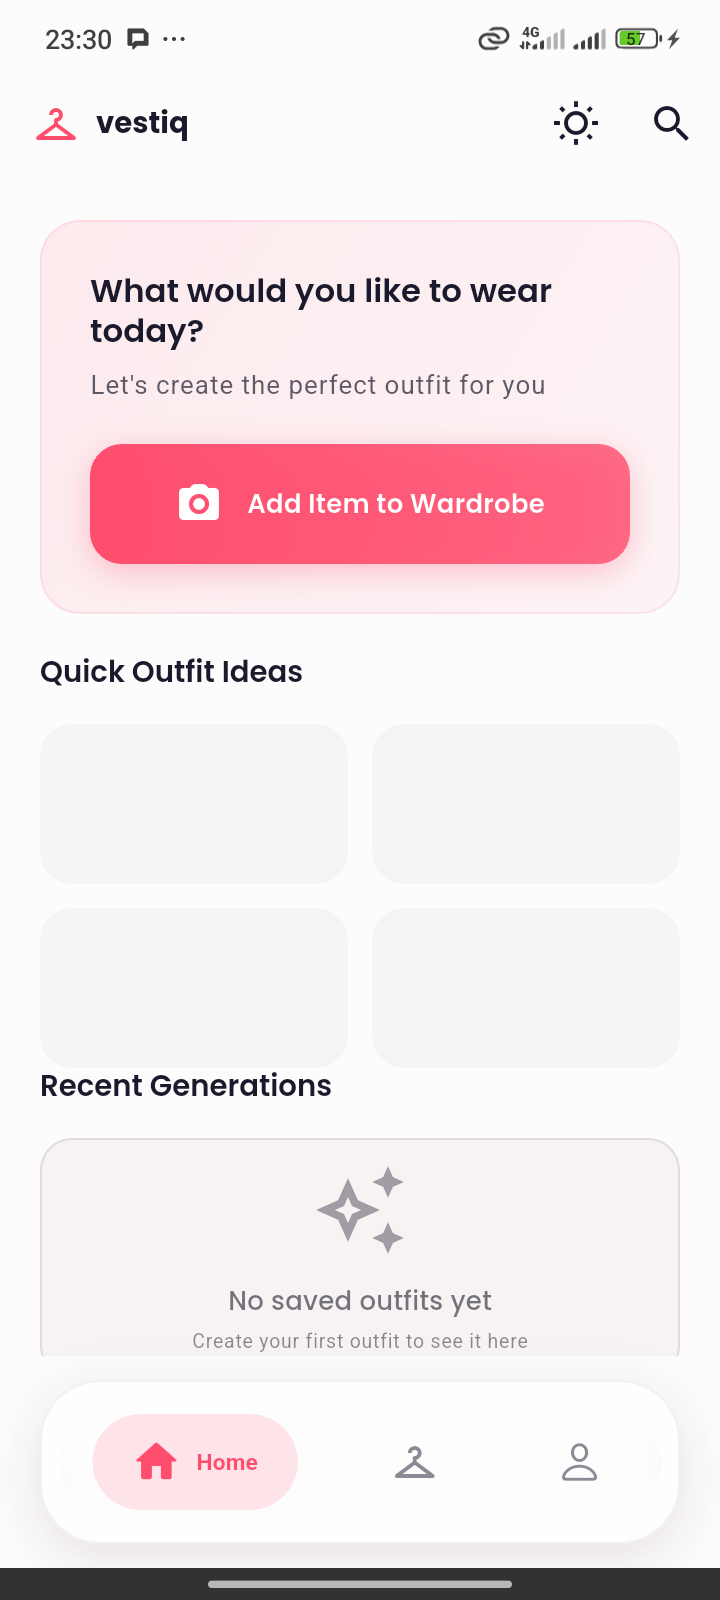 23:30
4G
57
vestiq
What would you like to wear
today?
Let's create the perfect outfit for you
Add Item to Wardrobe
Quick Outfit Ideas
Recent Generations
No saved outfits yet
Create your first outfit to see it here
Home